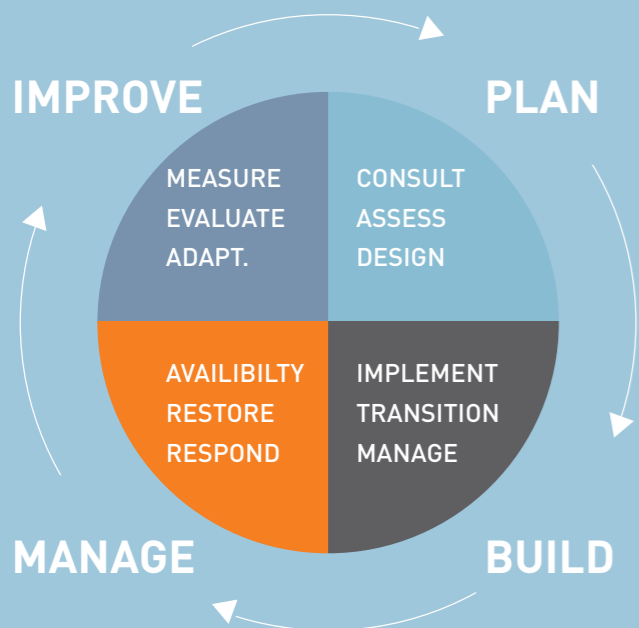 IMPROVE
PLAN
MEASURE
EVALUATE
ADAPT.
CONSULT
ASSESS
DESIGN
AVAILIBILTY
RESTORE
RESPOND
IMPLEMENT
TRANSITION
MANAGE
MANAGE
BUILD